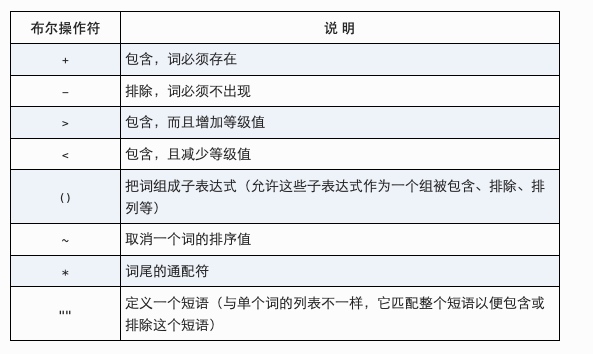 布尔操作符 说 明
+ 包含，词必须存在
– 排除，词必须不出现
> 包含，而且增加等级值
< 包含，且减少等级值
() 把词组成子表达式（允许这些子表达式作为一个组被包含、排除、排
列等）
~ 取消一个词的排序值
* 词尾的通配符
"" 定义一个短语（与单个词的列表不一样，它匹配整个短语以便包含或
排除这个短语）